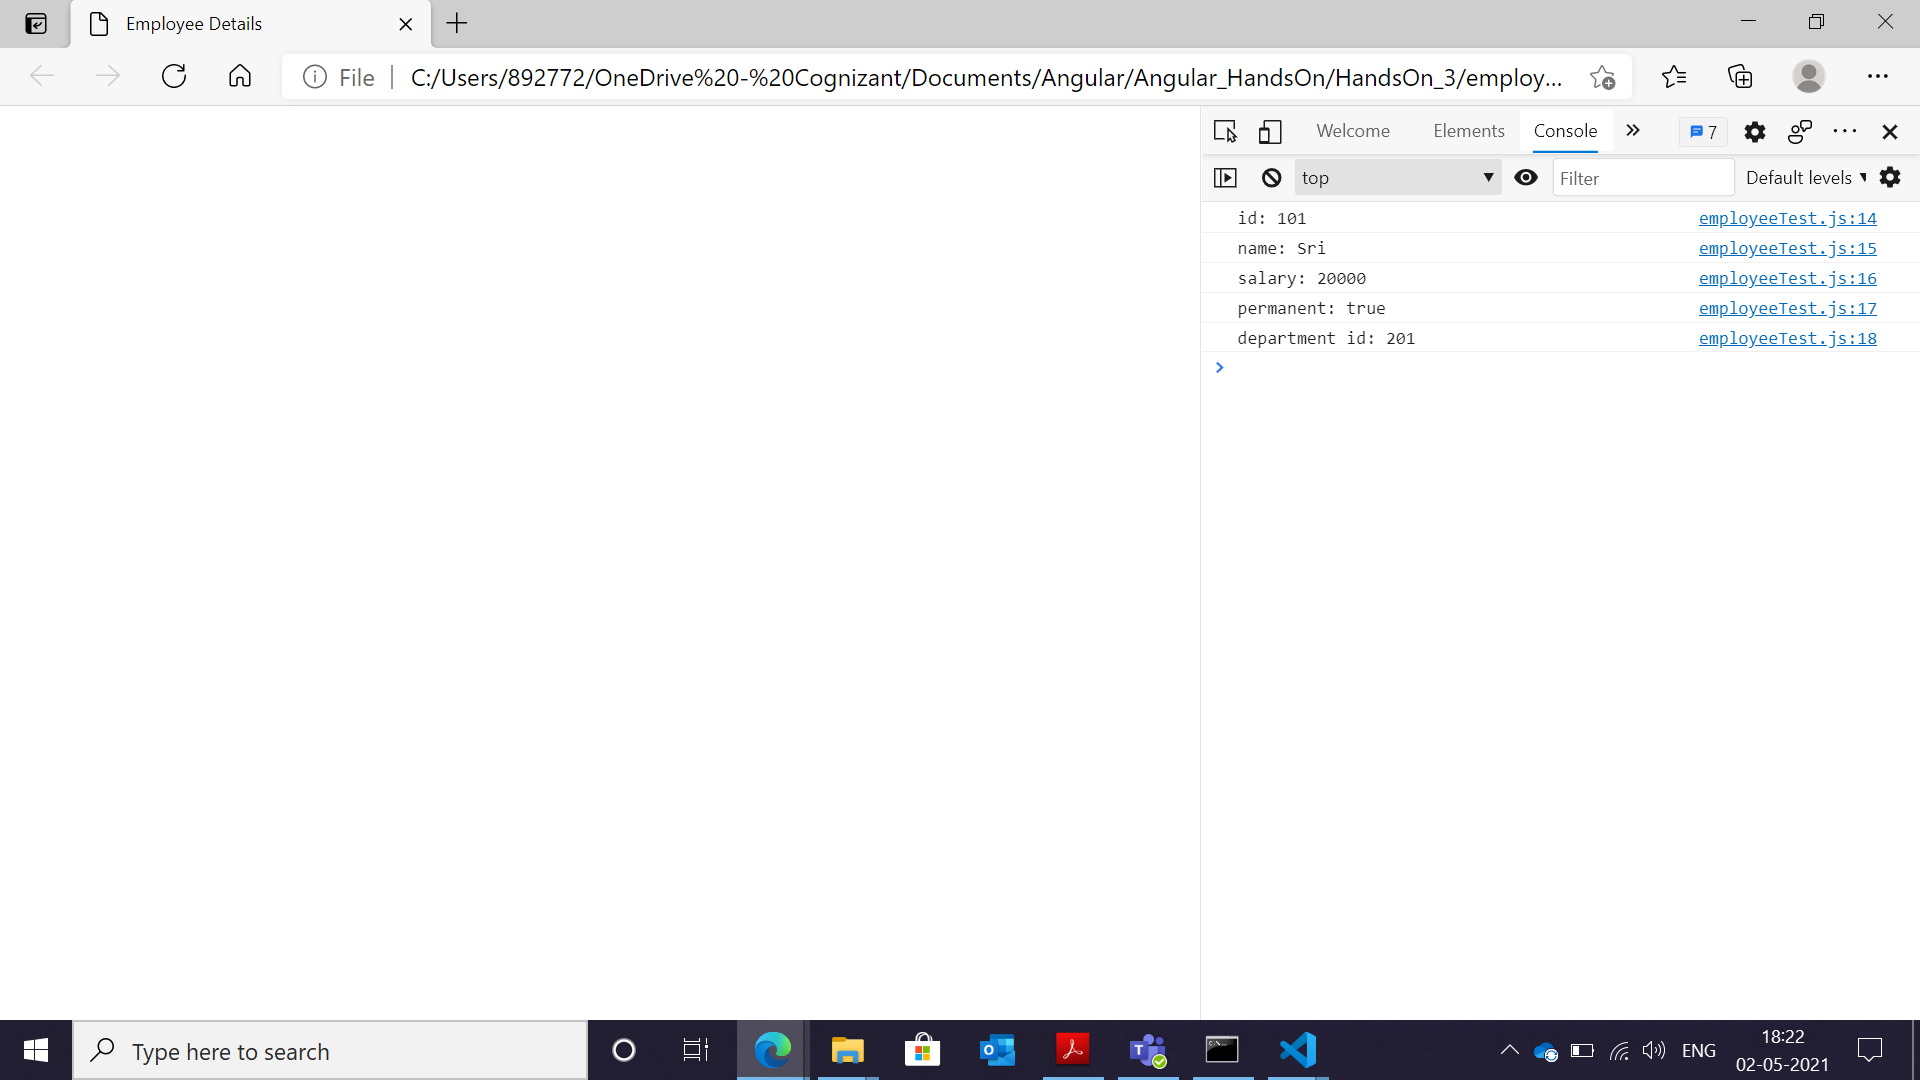 Employee Details
File
C:/Users/892772/OneDrive%20-%20Cognizant/Documents/Angular/Angular_HandsOn/HandsOn_3/employ...
Welcome Elements Console 7
top Filter Default levels
id: 101 employeeTest.js:14
name: Sri employeeTest.js:15
salary: 20000 employeeTest.js:16
permanent: true employeeTest.js:17
department id: 201 employeeTest.js:18
Type here to search
ENG
18:22
02-05-2021